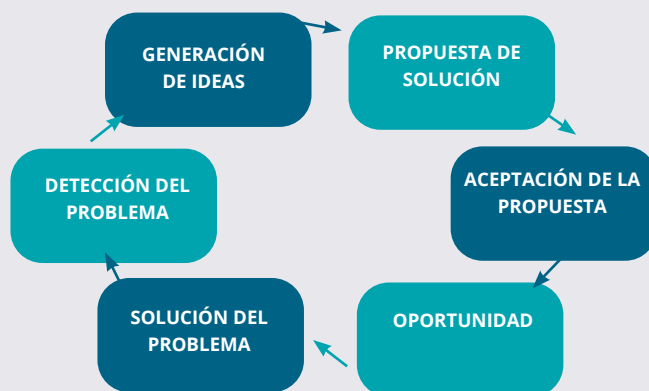 GENERACIÓN
DE IDEAS
PROPUESTA DE
SOLUCIÓN
ACEPTACIÓN DE LA
PROPUESTA
OPORTUNIDAD
SOLUCIÓN DEL
PROBLEMA
DETECCIÓN DEL
PROBLEMA